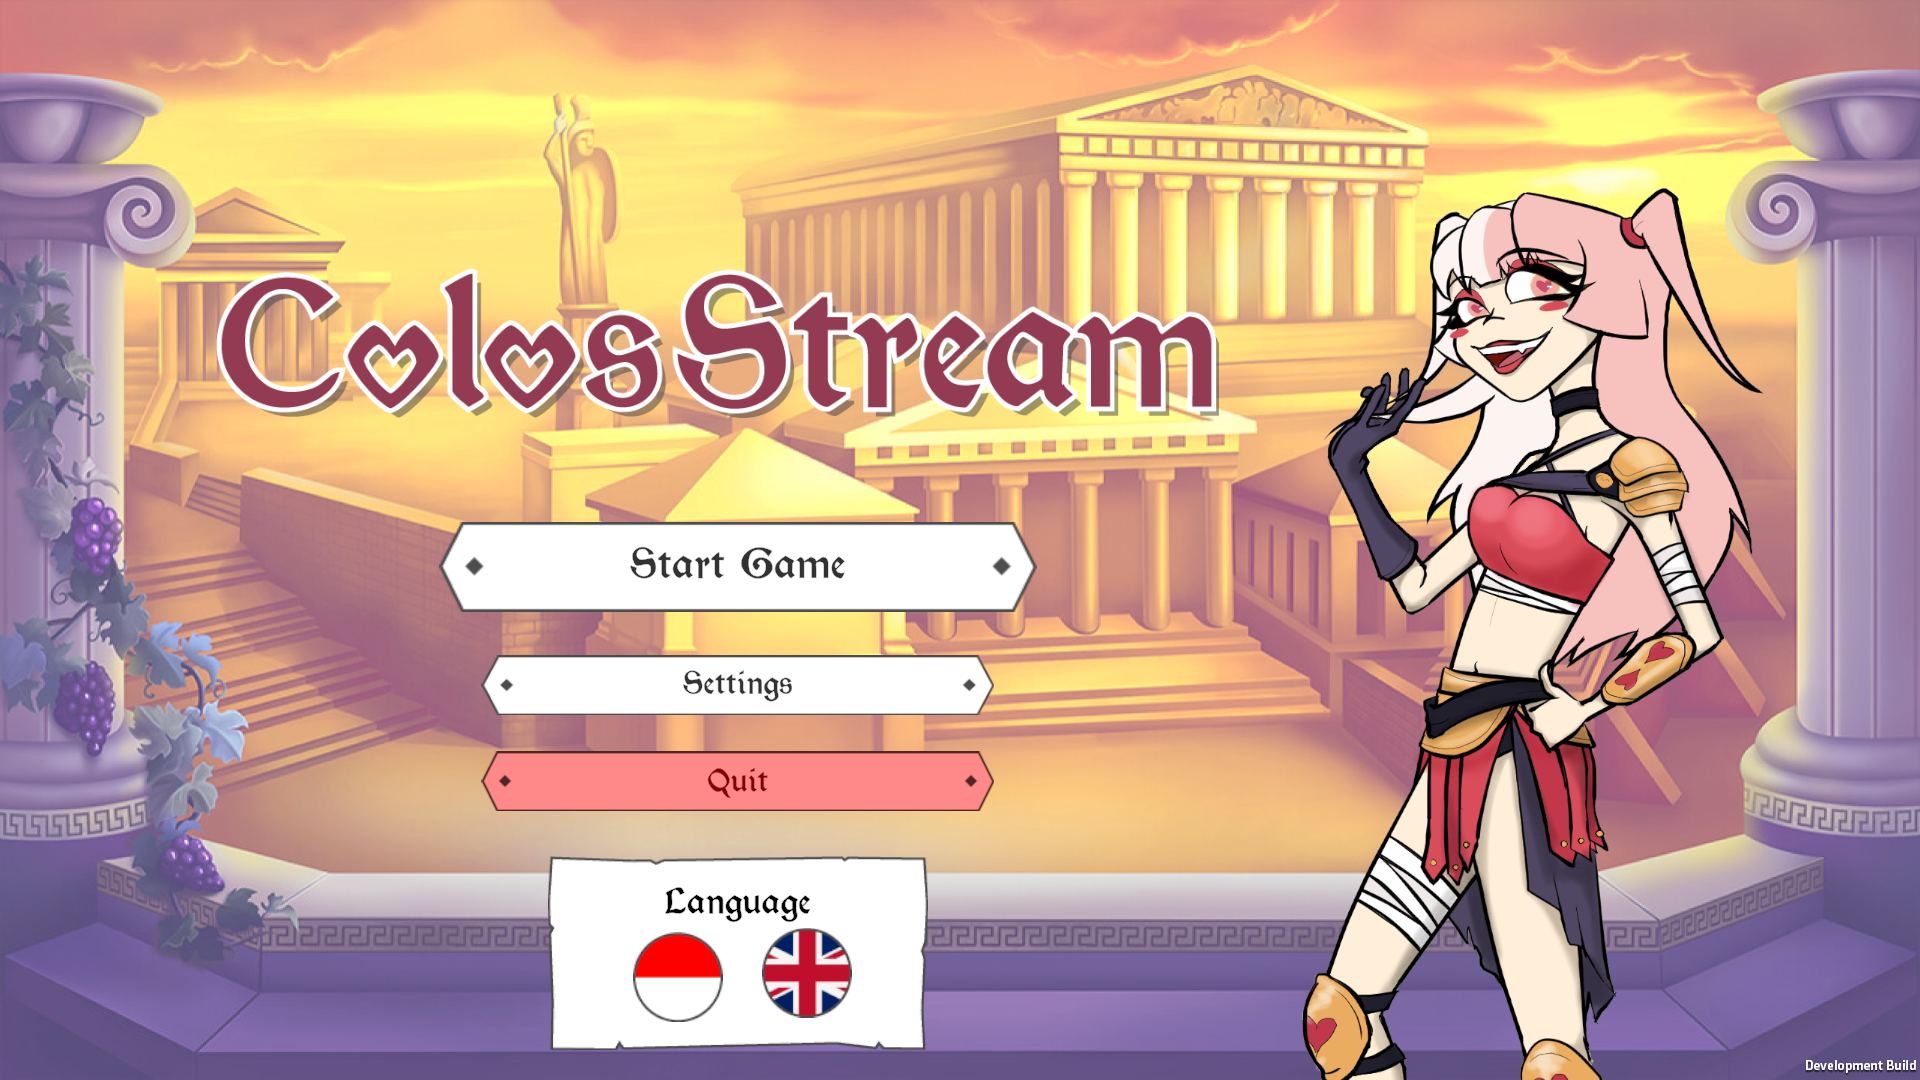 ColosStream
Start Game
Settings
Quit
Language
Development Build